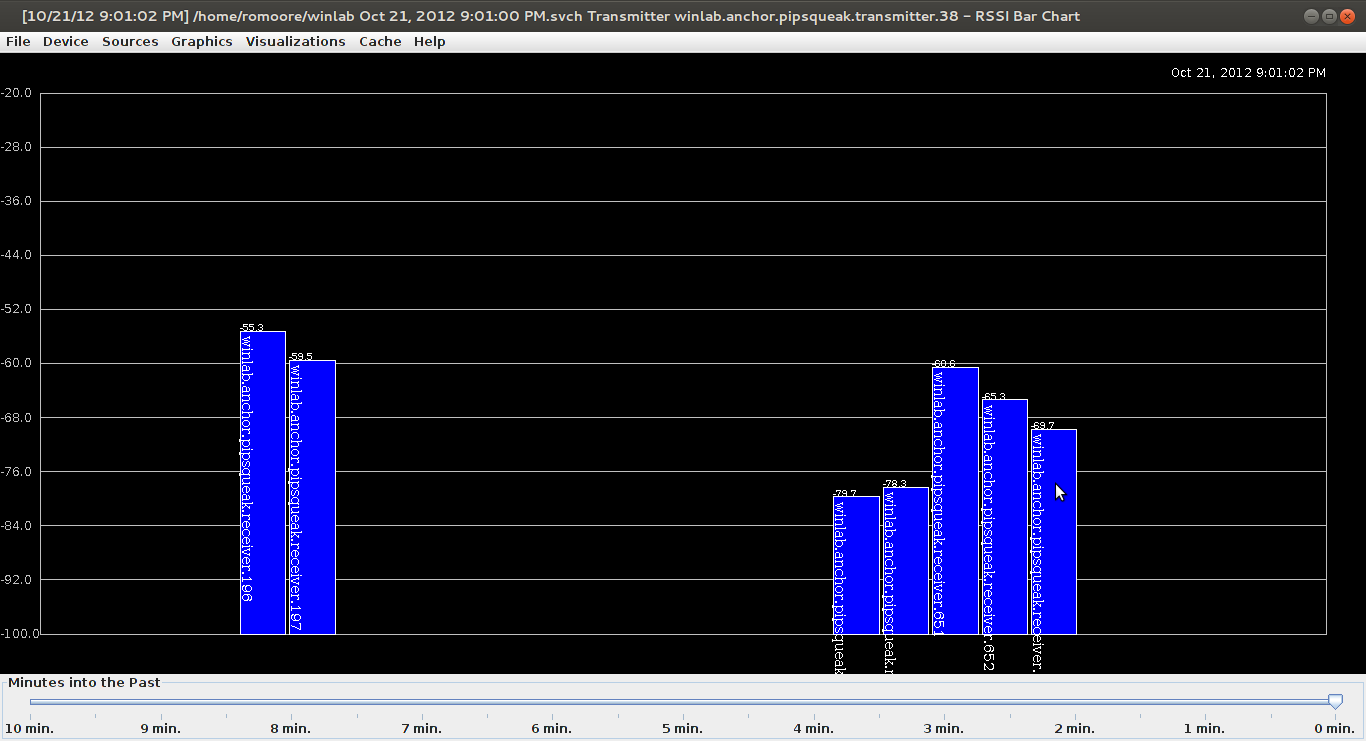 [10/21/12 9:01:02 PM] /home/romoore/winlab Oct 21, 2012 9:01:00 PM.svch Transmitter winlab.anchor.pipsqueak.transmitter.38 – RSSI Bar Chart
File Device Sources Graphics Visualizations Cache Help
Oct 21, 2012 9:01:02 PM
-20.0
-28.0
-36.0
-44.0
-52.0
-60.0
-68.0
-76.0
-84.0
-92.0
-100.0
-55.3
winlab.anchor.pipsqueak.receiver.196
-59.5
winlab.anchor.pipsqueak.receiver.197
-79.7
winlab.anchor.pipsqueak
-78.3
winlab.anchor.pipsqueak.r
-60.6
winlab.anchor.pipsqueak.receiver.651
-65.3
winlab.anchor.pipsqueak.receiver.652
-69.7
winlab.anchor.pipsqueak.receiver.
Minutes into the Past
10 min. 9 min. 8 min. 7 min. 6 min. 5 min. 4 min. 3 min. 2 min. 1 min. 0 min.